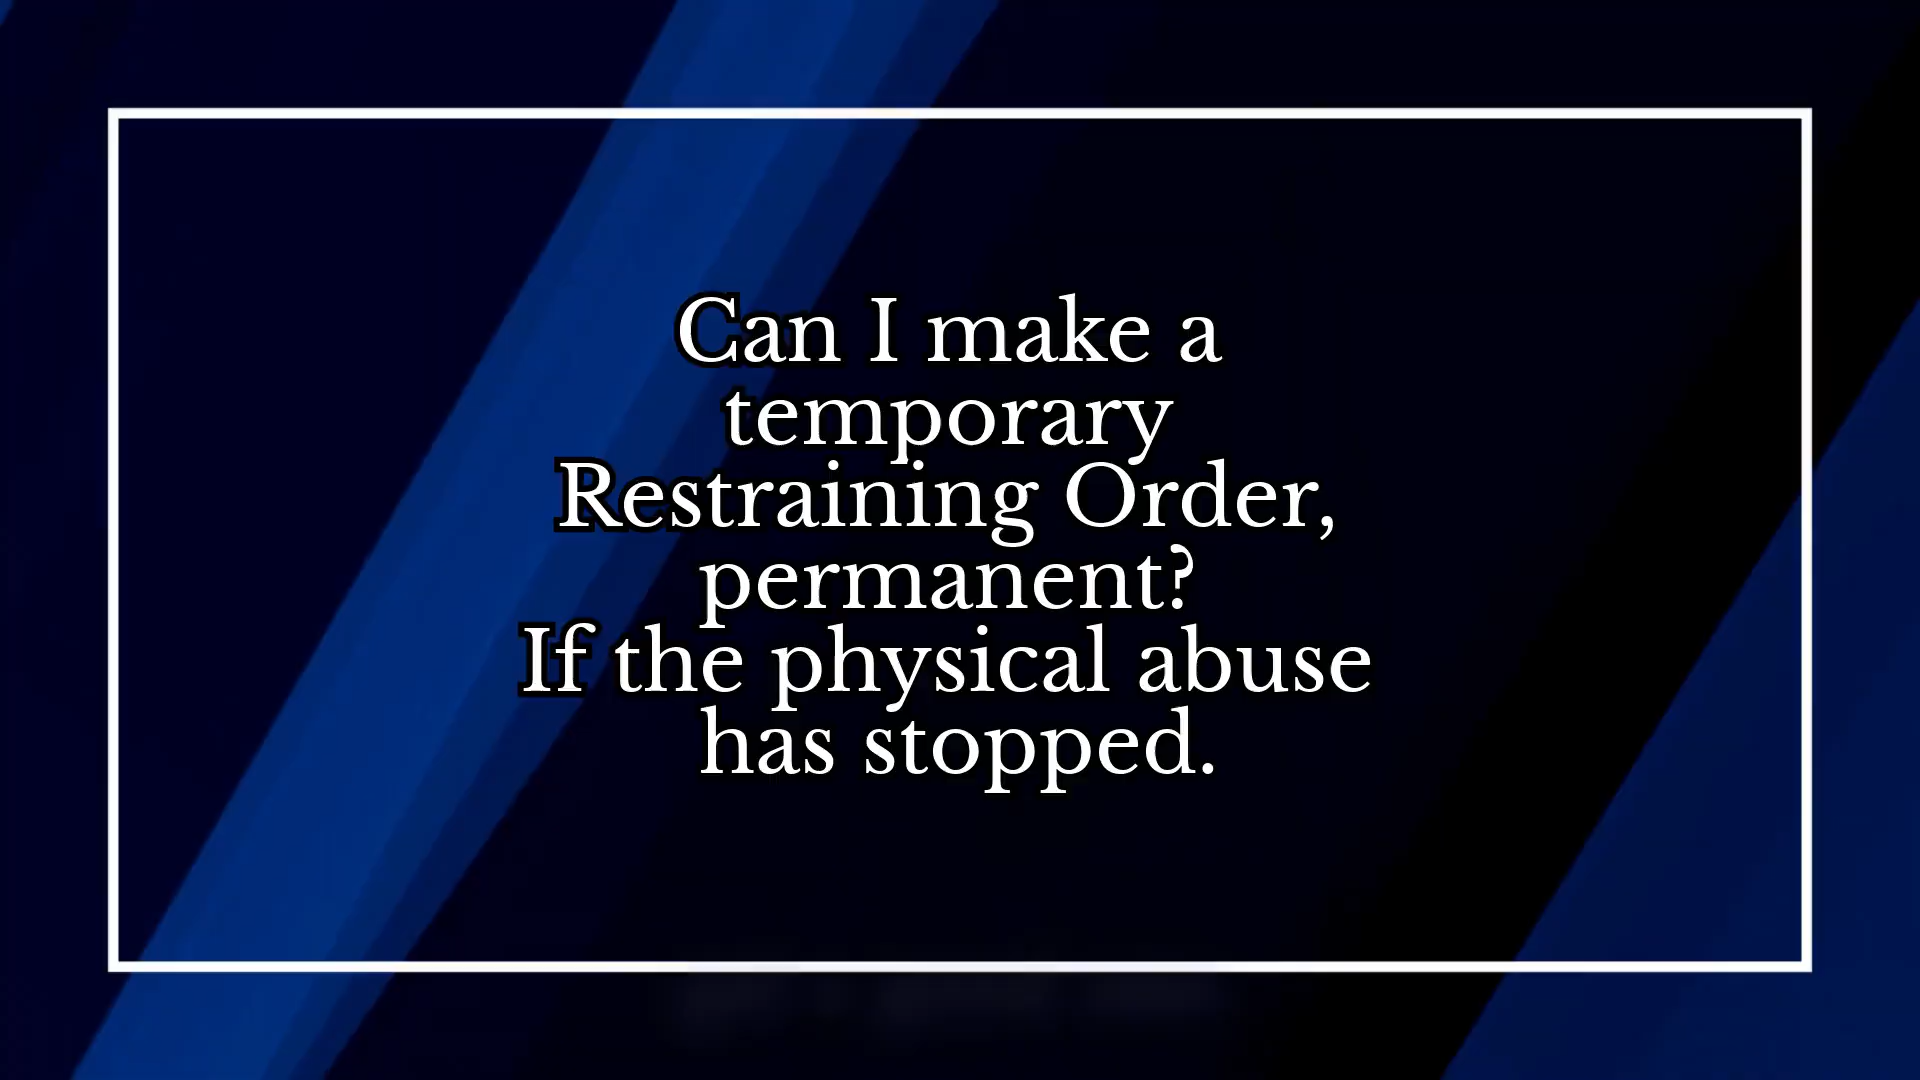 Can I make a
temporary
Restraining Order,
permanent?
If the physical abuse
has stopped.